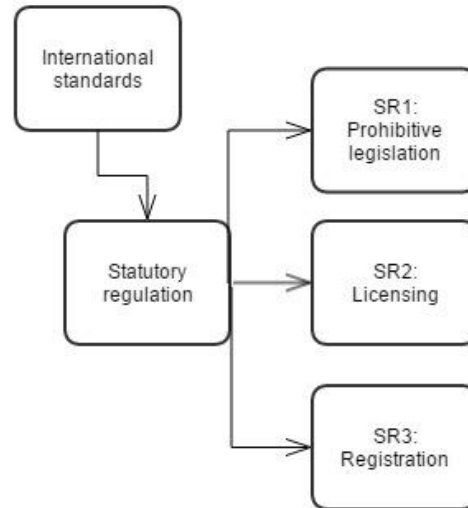 International
standards
SR1:
Prohibitive
legislation
Statutory
regulation
SR2:
Licensing
SR3:
Registration